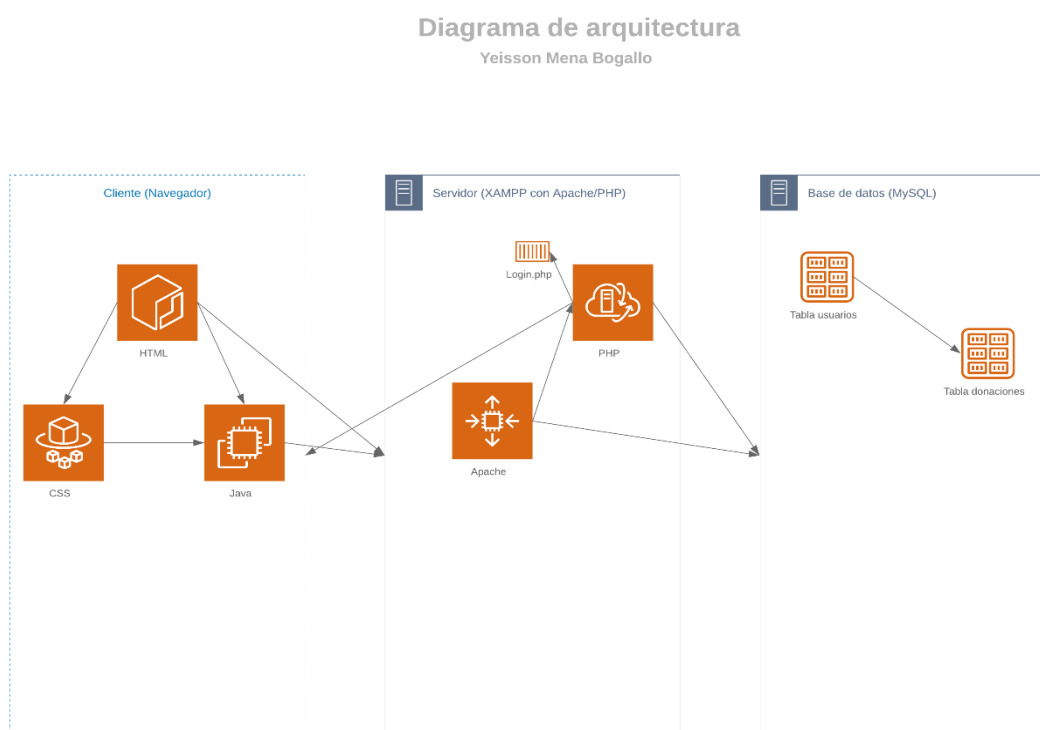 Diagrama de arquitectura
Yeisson Mena Bogallo
Cliente (Navegador)
Servidor (XAMPP con Apache/PHP)
Base de datos (MySQL)
Login.php
Tabla usuarios
HTML
PHP
Tabla donaciones
Apache
CSS
Java